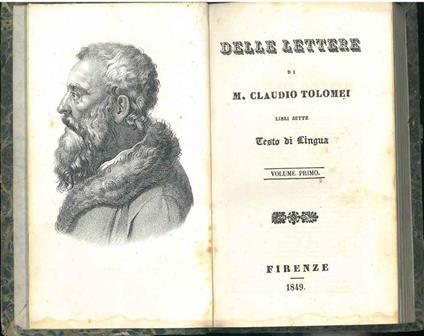 DELLE LETTERE
DI
M. CLAUDIO TOLOMEI
LIBRI SETTE
Testo di Lingua
VOLUME PRIMO.
FIRENZE
1849.